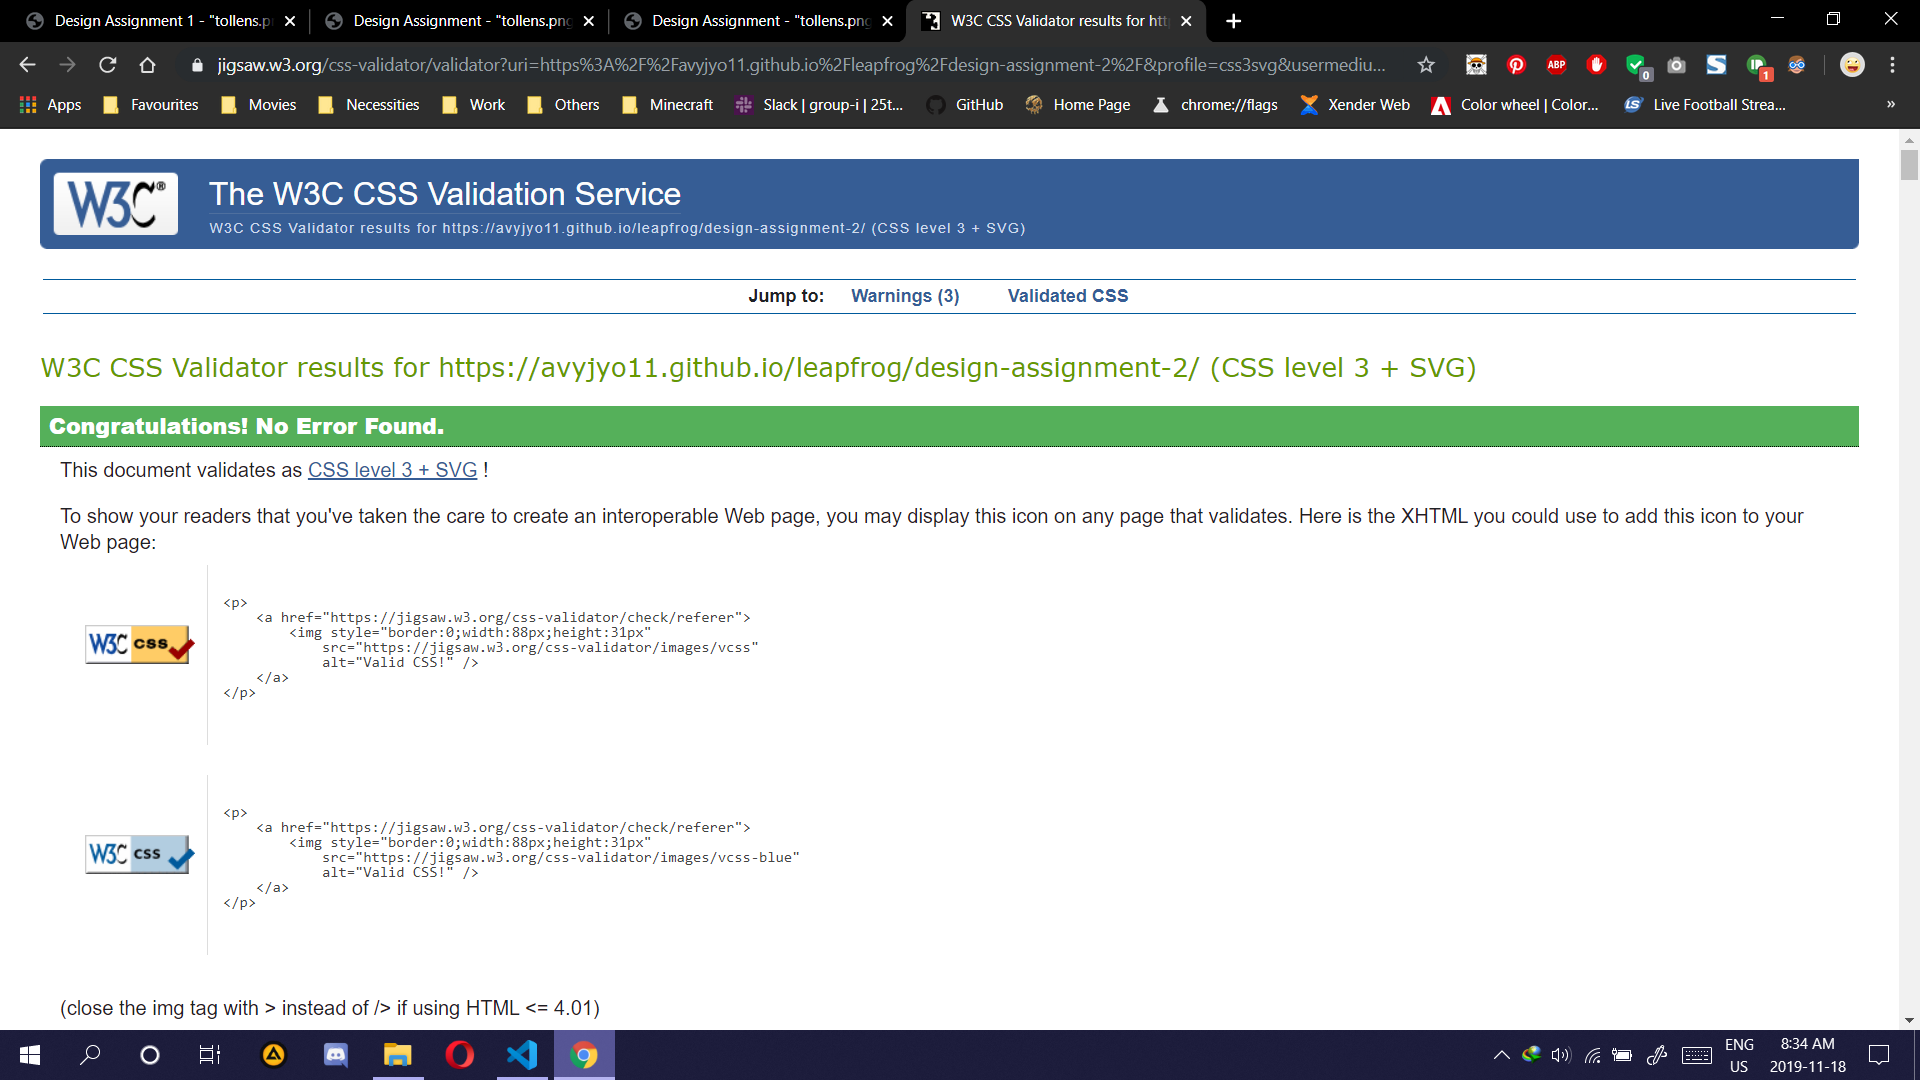 Design Assignment 1 - "tollens.p
Design Assignment - "tollens.png
Design Assignment - "tollens.png
W3C CSS Validator results for htt
jigsaw.w3.org/css-validator/validator?uri=https%3A%2F%2Favyjyo11.github.io%2Fleapfrog%2Fdesign-assignment-2%2F&profile=css3svg&usermediu...
ABP
0
1
Apps
Favourites
Movies
Necessities
Work
Others
Minecraft
Slack | group-i | 25t...
GitHub
Home Page
chrome://flags
Xender Web
Color wheel | Color...
LS
Live Football Strea...
»
W3C®
The W3C CSS Validation Service
W3C CSS Validator results for https://avyjyo11.github.io/leapfrog/design-assignment-2/ (CSS level 3 + SVG)
Jump to: Warnings (3) Validated CSS
W3C CSS Validator results for https://avyjyo11.github.io/leapfrog/design-assignment-2/ (CSS level 3 + SVG)
Congratulations! No Error Found.
This document validates as CSS level 3 + SVG !
To show your readers that you've taken the care to create an interoperable Web page, you may display this icon on any page that validates. Here is the XHTML you could use to add this icon to your
Web page:
W3C css
<p>
<a href="https://jigsaw.w3.org/css-validator/check/referer">
<img style="border:0;width:88px;height:31px"
src="https://jigsaw.w3.org/css-validator/images/vcss"
alt="Valid CSS!" />
</a>
</p>
W3C css
<p>
<a href="https://jigsaw.w3.org/css-validator/check/referer">
<img style="border:0;width:88px;height:31px"
src="https://jigsaw.w3.org/css-validator/images/vcss-blue"
alt="Valid CSS!" />
</a>
</p>
(close the img tag with > instead of /> if using HTML <= 4.01)
ENG
US
8:34 AM
2019-11-18